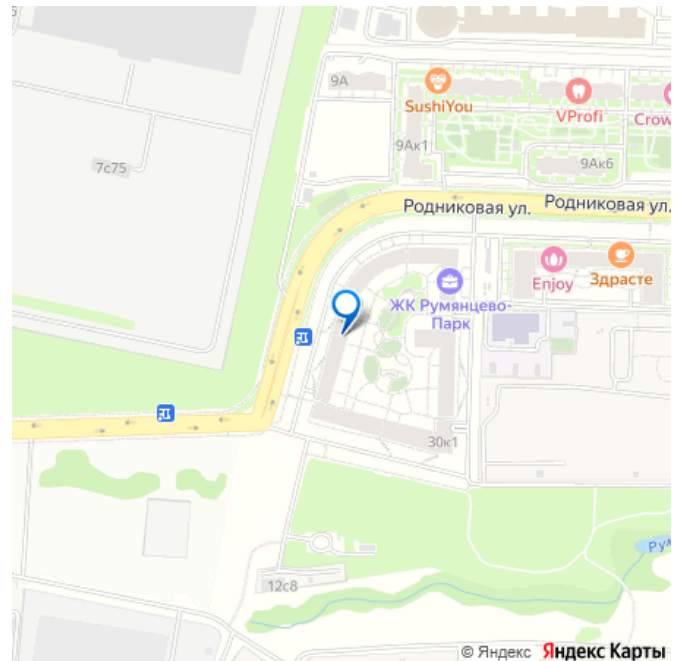 9А
SushiYou
VProfi
Crow
7с75
9Ак1
9Ак6
Родниковая ул.
Родниковая ул.
Enjoy
Здрасте
ЖК Румянцево-
Парк
30к1
Рум
12с8
© Яндекс Яндекс Карты